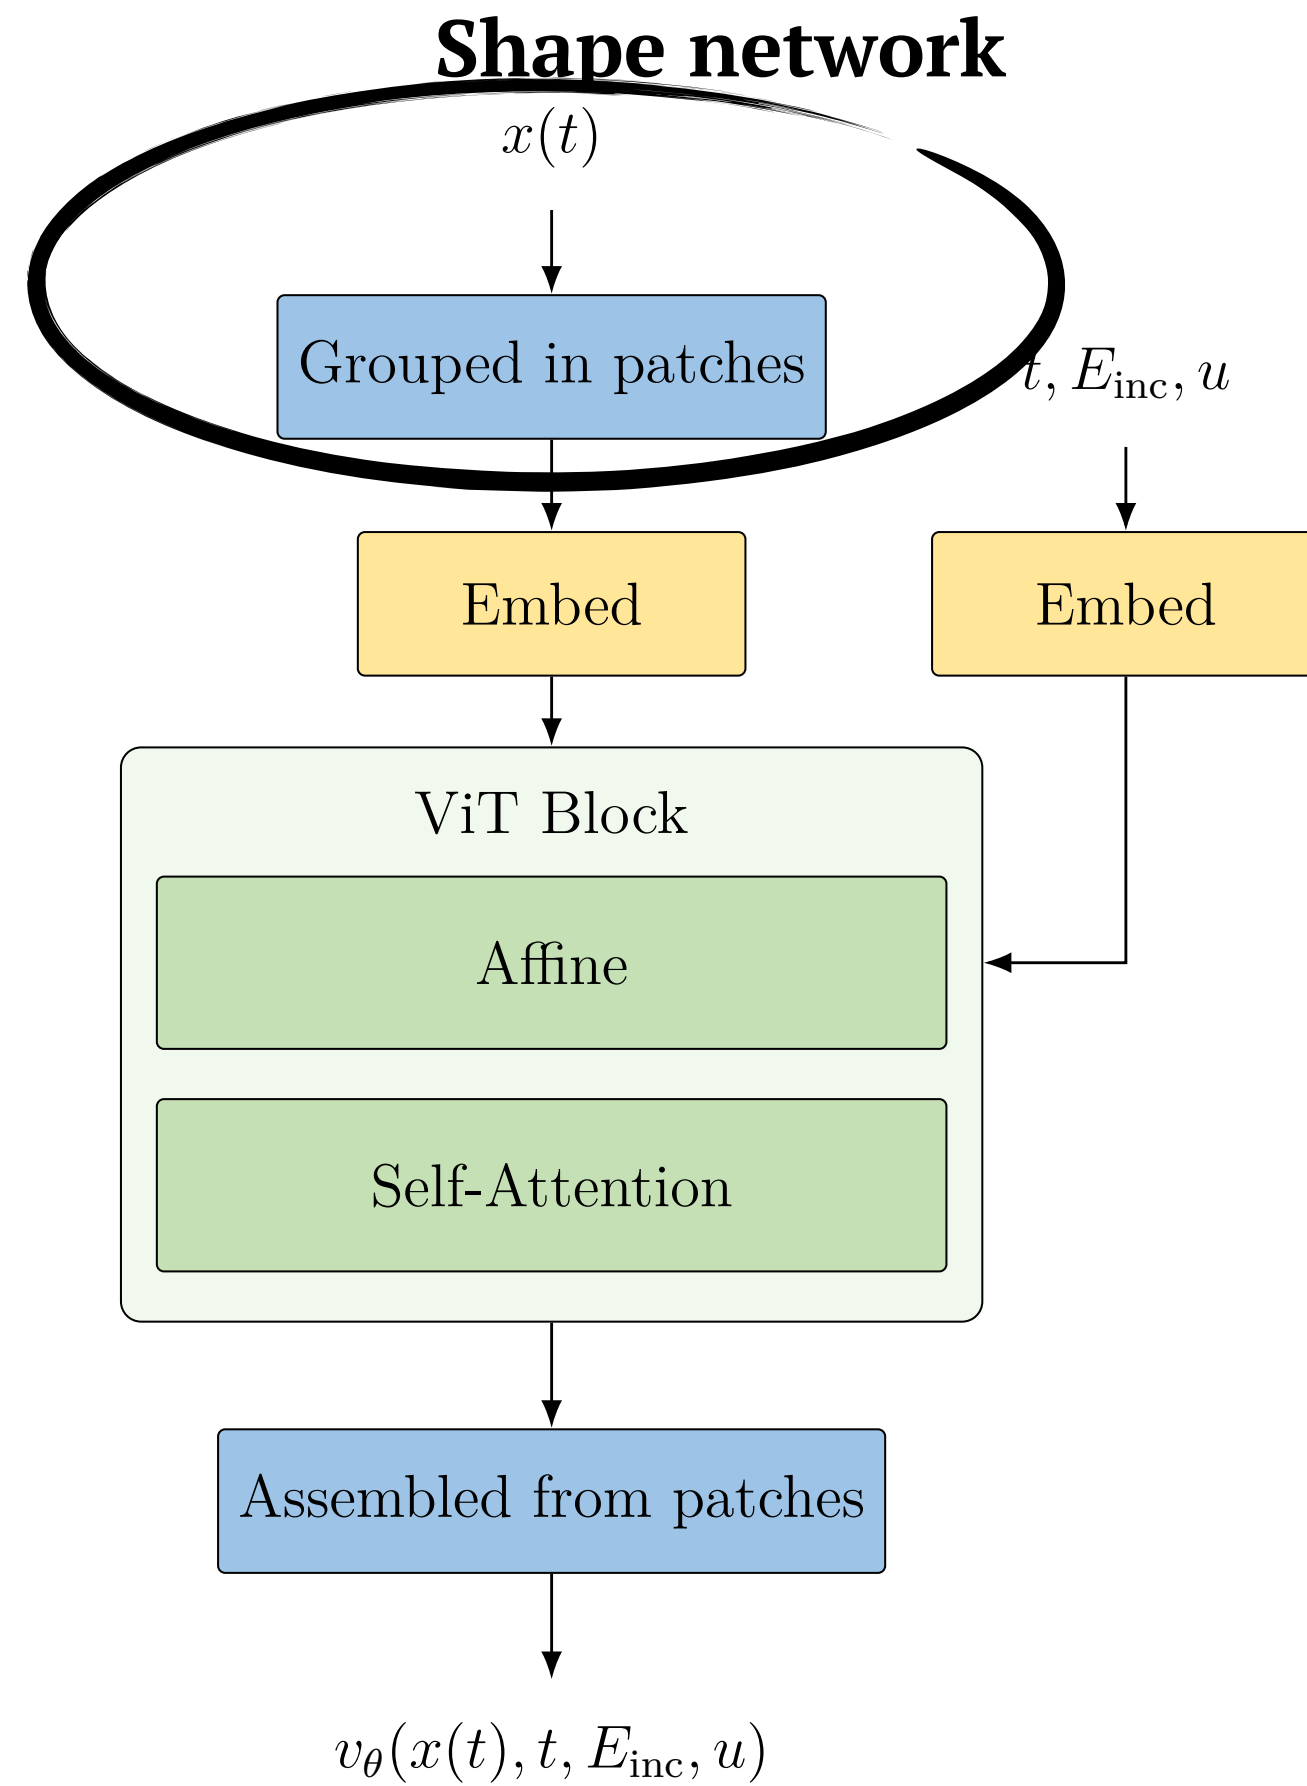 Shape network
x(t)
Grouped in patches
t, E_inc, u
Embed
Embed
ViT Block
Affine
Self-Attention
Assembled from patches
v_θ(x(t), t, E_inc, u)